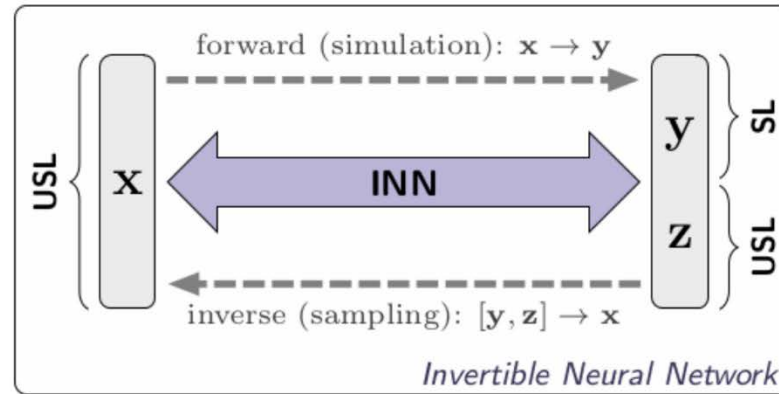 forward (simulation): x → y
USL
x
INN
y
z
SL
USL
inverse (sampling): [y, z] → x
Invertible Neural Network